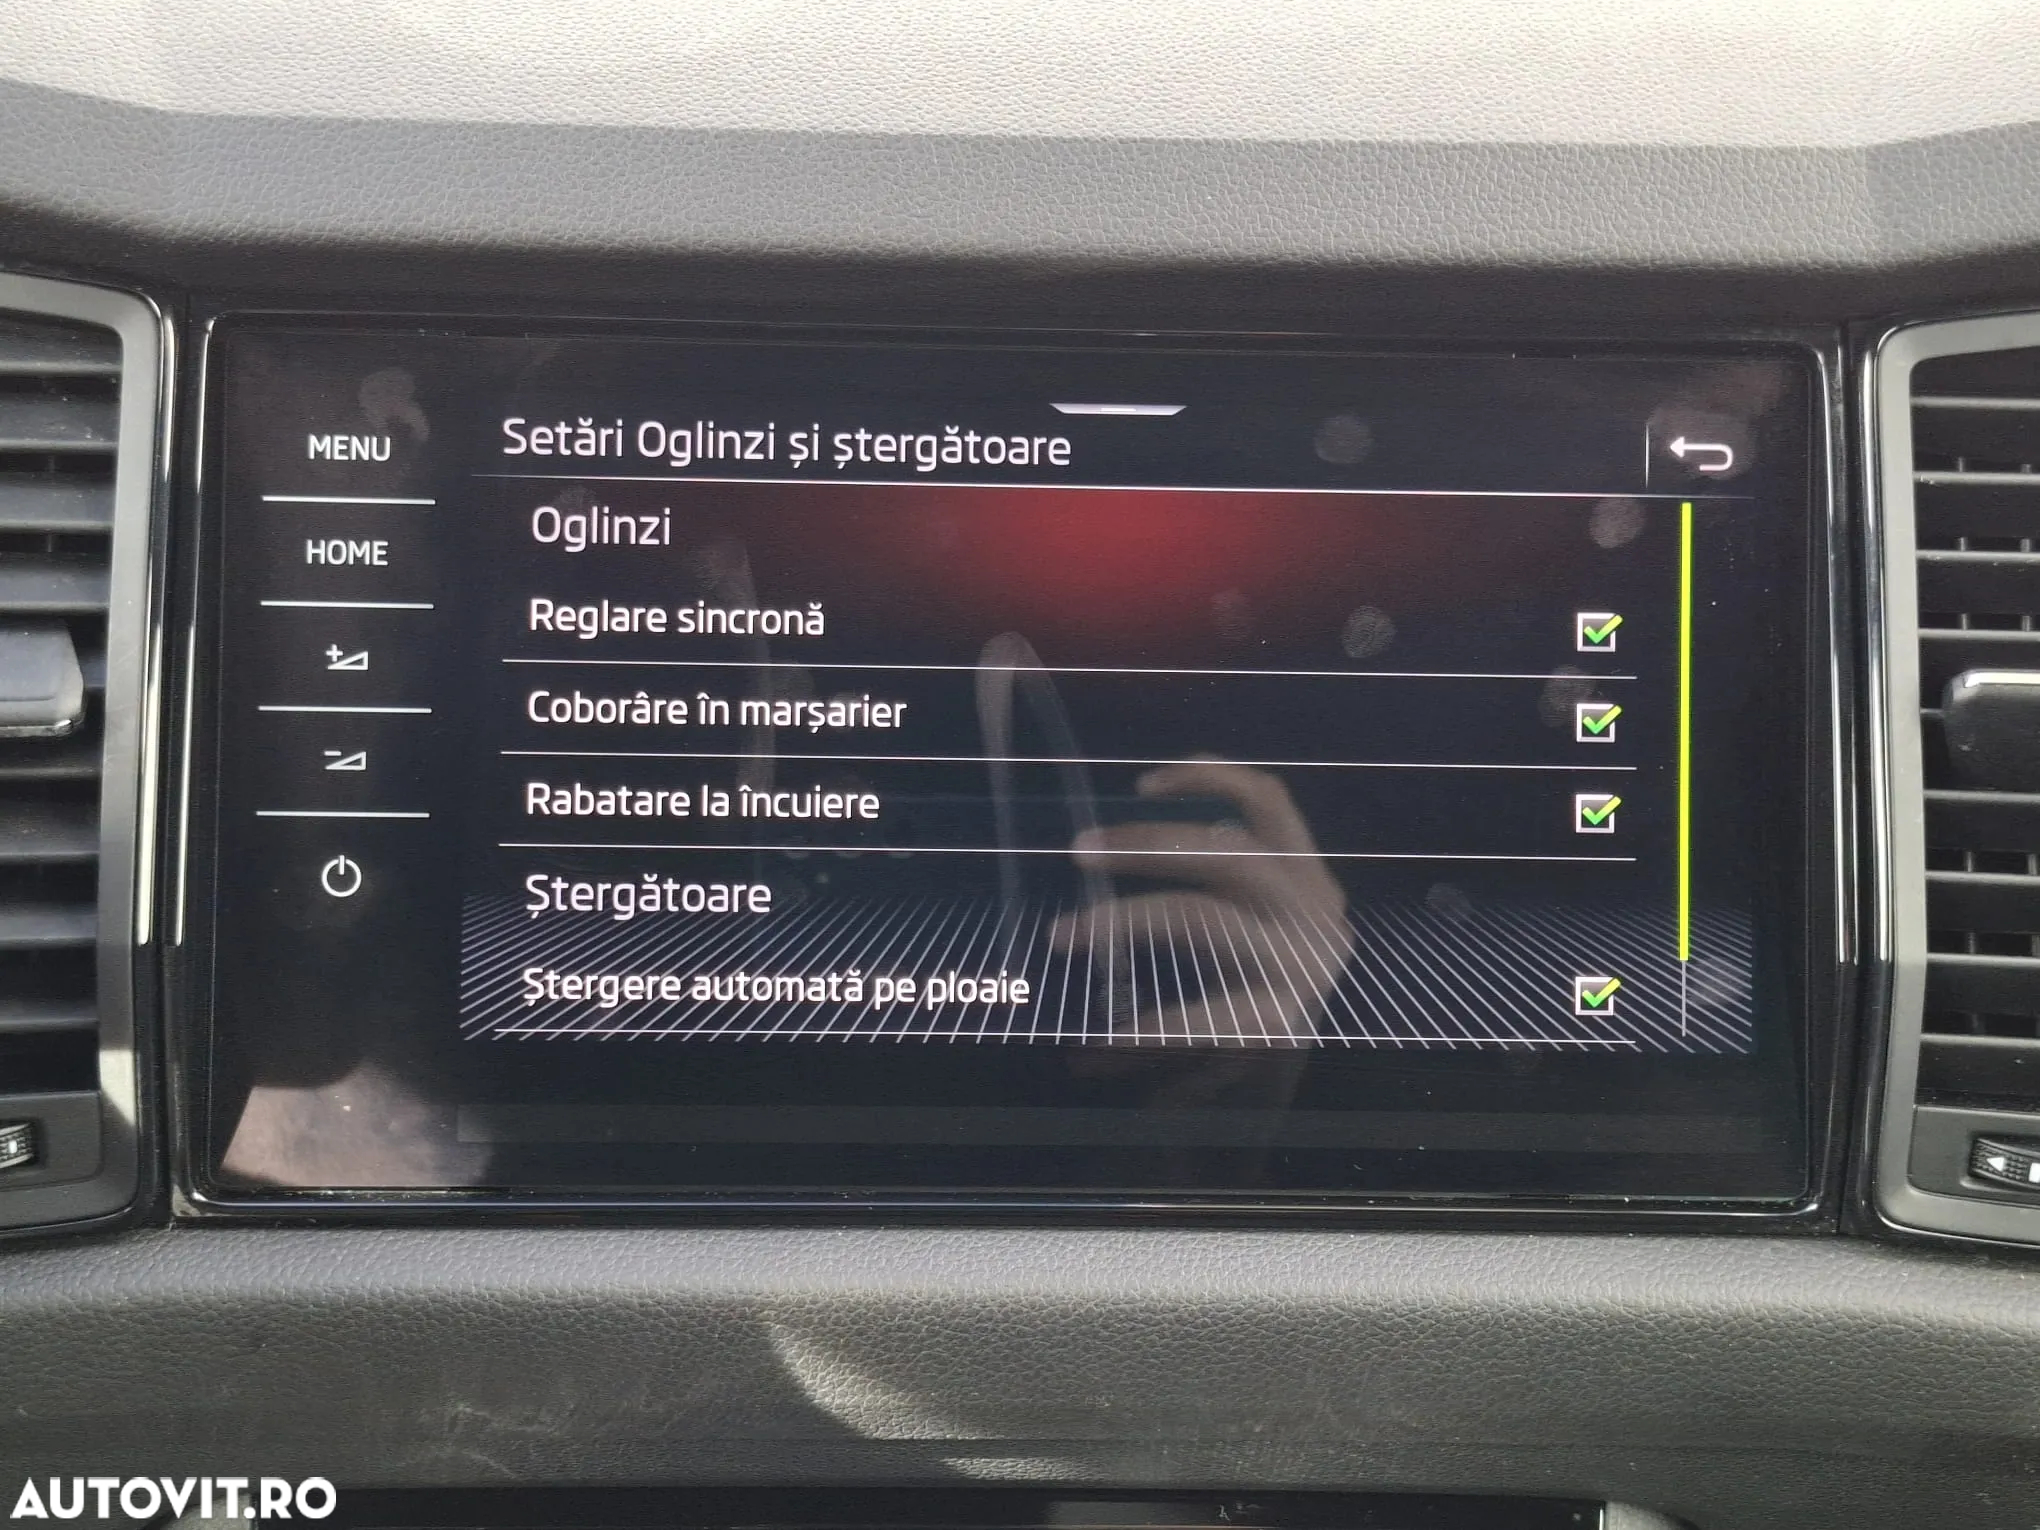 MENU
HOME
Setări Oglinzi și ștergătoare
Oglinzi
Reglare sincronă
Coborâre în marșarier
Rabatare la încuiere
Ștergătoare
Ștergere automată pe ploaie
AUTOVIT.RO